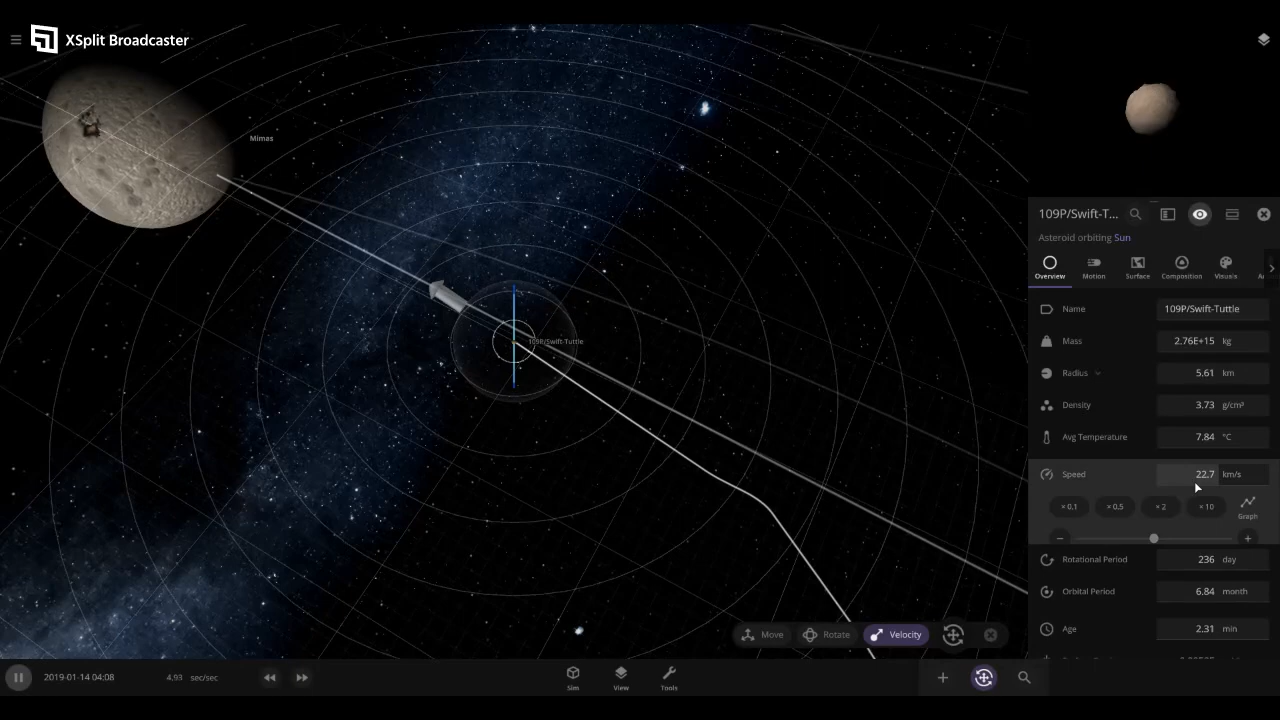 XSplit Broadcaster
Mimas
109P/Swift-Tuttle
109P/Swift-T...
Asteroid orbiting Sun
Overview
Motion
Surface
Composition
Visuals
Name
109P/Swift-Tuttle
Mass
2.76E+15 kg
Radius
5.61 km
Density
3.73 g/cm³
Avg Temperature
7.84 °C
Speed
22.7 km/s
× 0.1
× 0.5
× 2
× 10
Graph
Rotational Period
236 day
Orbital Period
6.84 month
Age
2.31 min
Move
Rotate
Velocity
2019-01-14 04:08
4.93 sec/sec
Sim
View
Tools